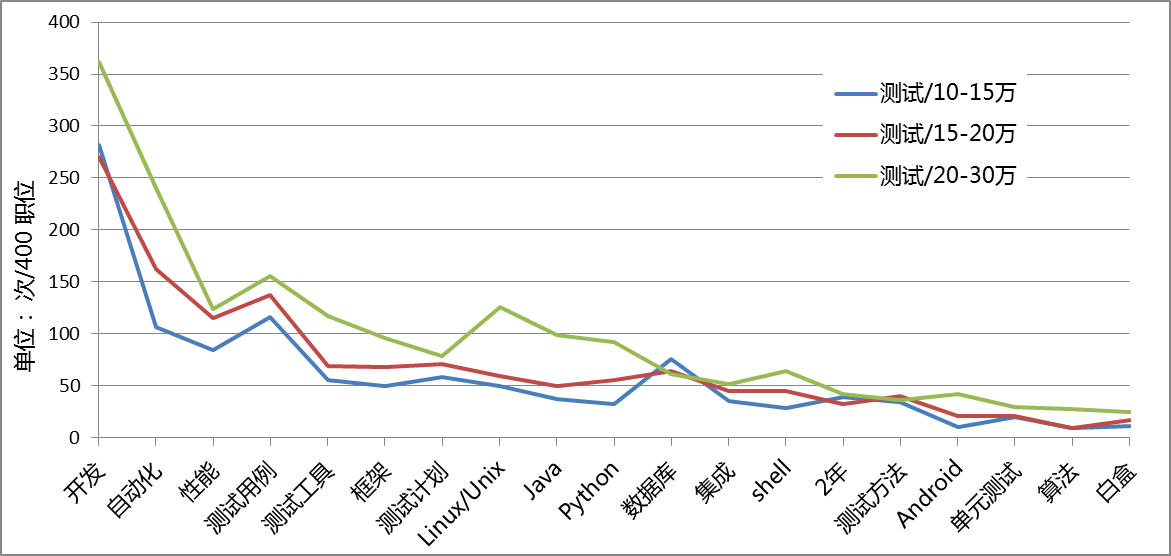 400
350
300
250
200
150
100
50
0
单位：次/400 职位
测试/10-15万
测试/15-20万
测试/20-30万
开发
自动化
性能
测试用例
测试工具
框架
测试计划
Linux/Unix
Java
Python
数据库
集成
shell
2年
测试方法
Android
单元测试
算法
白盒